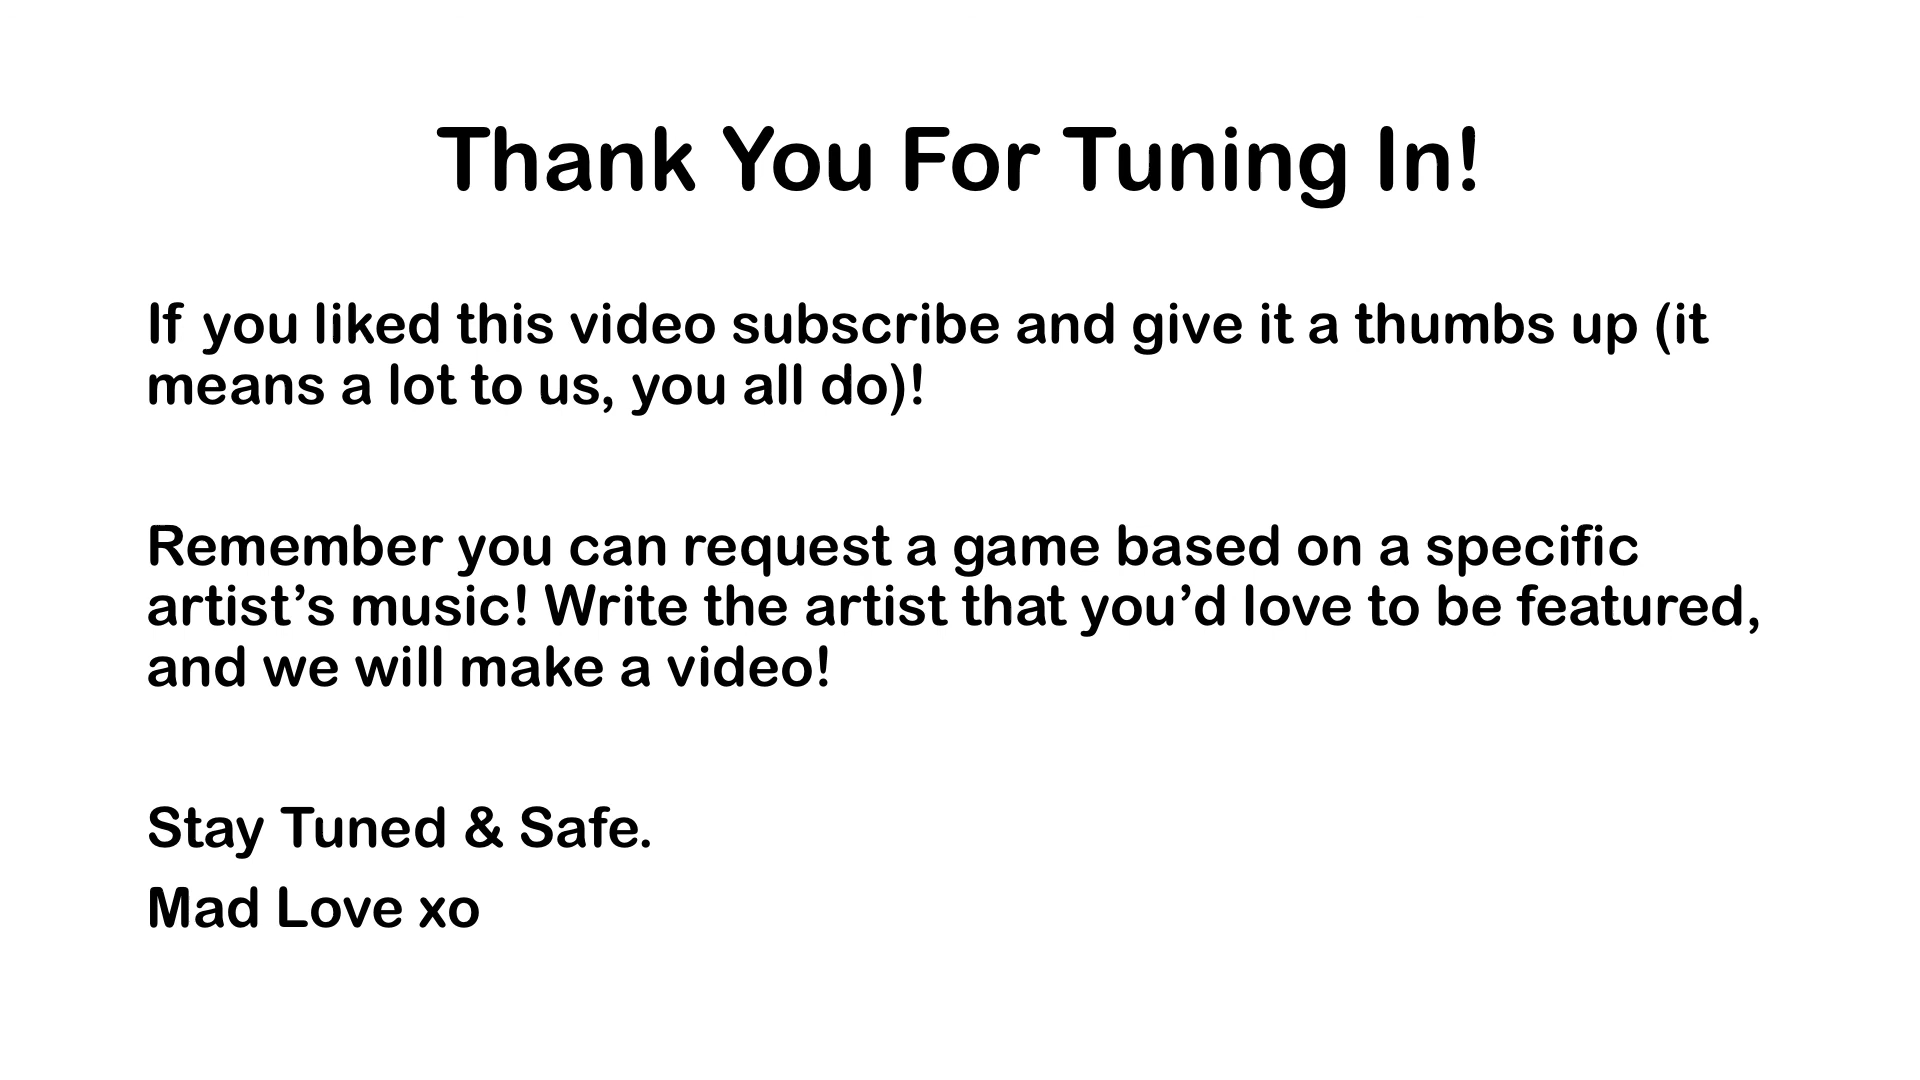 Thank You For Tuning In!
If you liked this video subscribe and give it a thumbs up (it
means a lot to us, you all do)!
Remember you can request a game based on a specific
artist’s music! Write the artist that you’d love to be featured,
and we will make a video!
Stay Tuned & Safe.
Mad Love xo